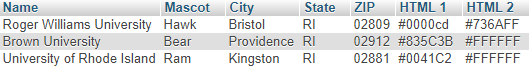 Name Mascot City State ZIP HTML 1 HTML 2
Roger Williams University Hawk Bristol RI 02809 #0000cd #736AFF
Brown University Bear Providence RI 02912 #835C3B #FFFFFF
University of Rhode Island Ram Kingston RI 02881 #0041C2 #FFFFFF